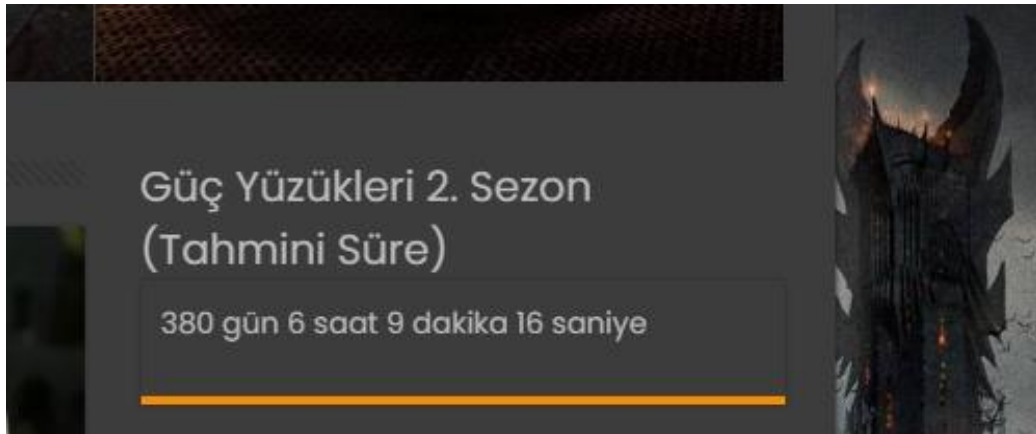 Güç Yüzükleri 2. Sezon
(Tahmini Süre)
380 gün 6 saat 9 dakika 16 saniye